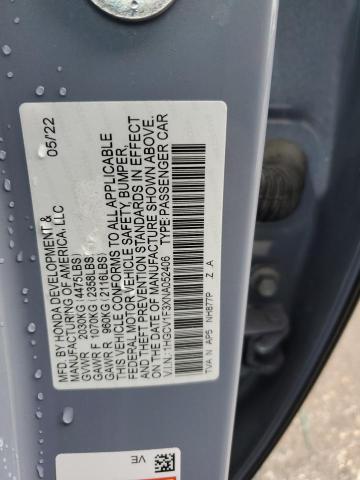 MFD. BY HONDA DEVELOPMENT & 05/'22
MANUFACTURING OF AMERICA, LLC
GVWR 2030KG (4475LBS)
GAWR F 1070KG (2358LBS)
GAWR R 960KG (2116LBS)
THIS VEHICLE CONFORMS TO ALL APPLICABLE
FEDERAL MOTOR VEHICLE SAFETY, BUMPER,
AND THEFT PREVENTION STANDARDS IN EFFECT
ON THE DATE OF MANUFACTURE SHOWN ABOVE.
V.I.N.: 1HGCV1F3XNA052406 TYPE:PASSENGER CAR
TVA N AP5 NH877P Z A
VE